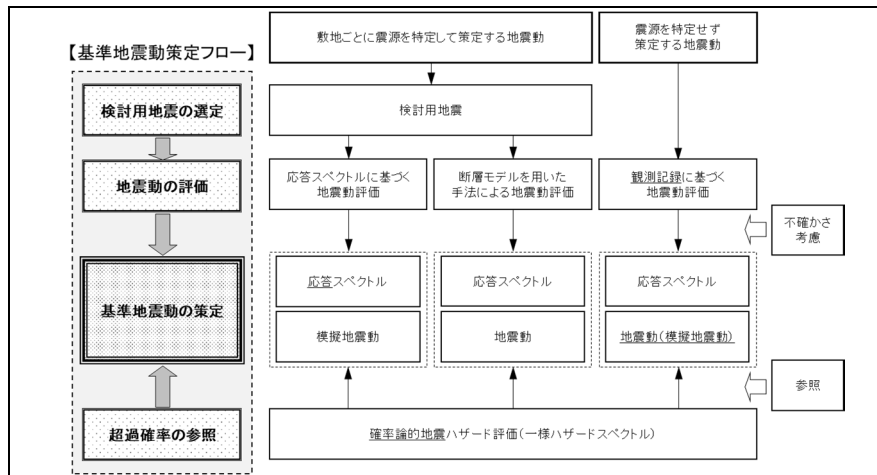 【基準地震動策定フロー】
敷地ごとに震源を特定して策定する地震動
震源を特定せず
策定する地震動
検討用地震の選定
検討用地震
地震動の評価
応答スペクトルに基づく
地震動評価
断層モデルを用いた
手法による地震動評価
観測記録に基づく
地震動評価
不確かさ
考慮
基準地震動の策定
応答スペクトル
模擬地震動
応答スペクトル
地震動
応答スペクトル
地震動(模擬地震動)
参照
超過確率の参照
確率論的地震ハザード評価(一様ハザードスペクトル)